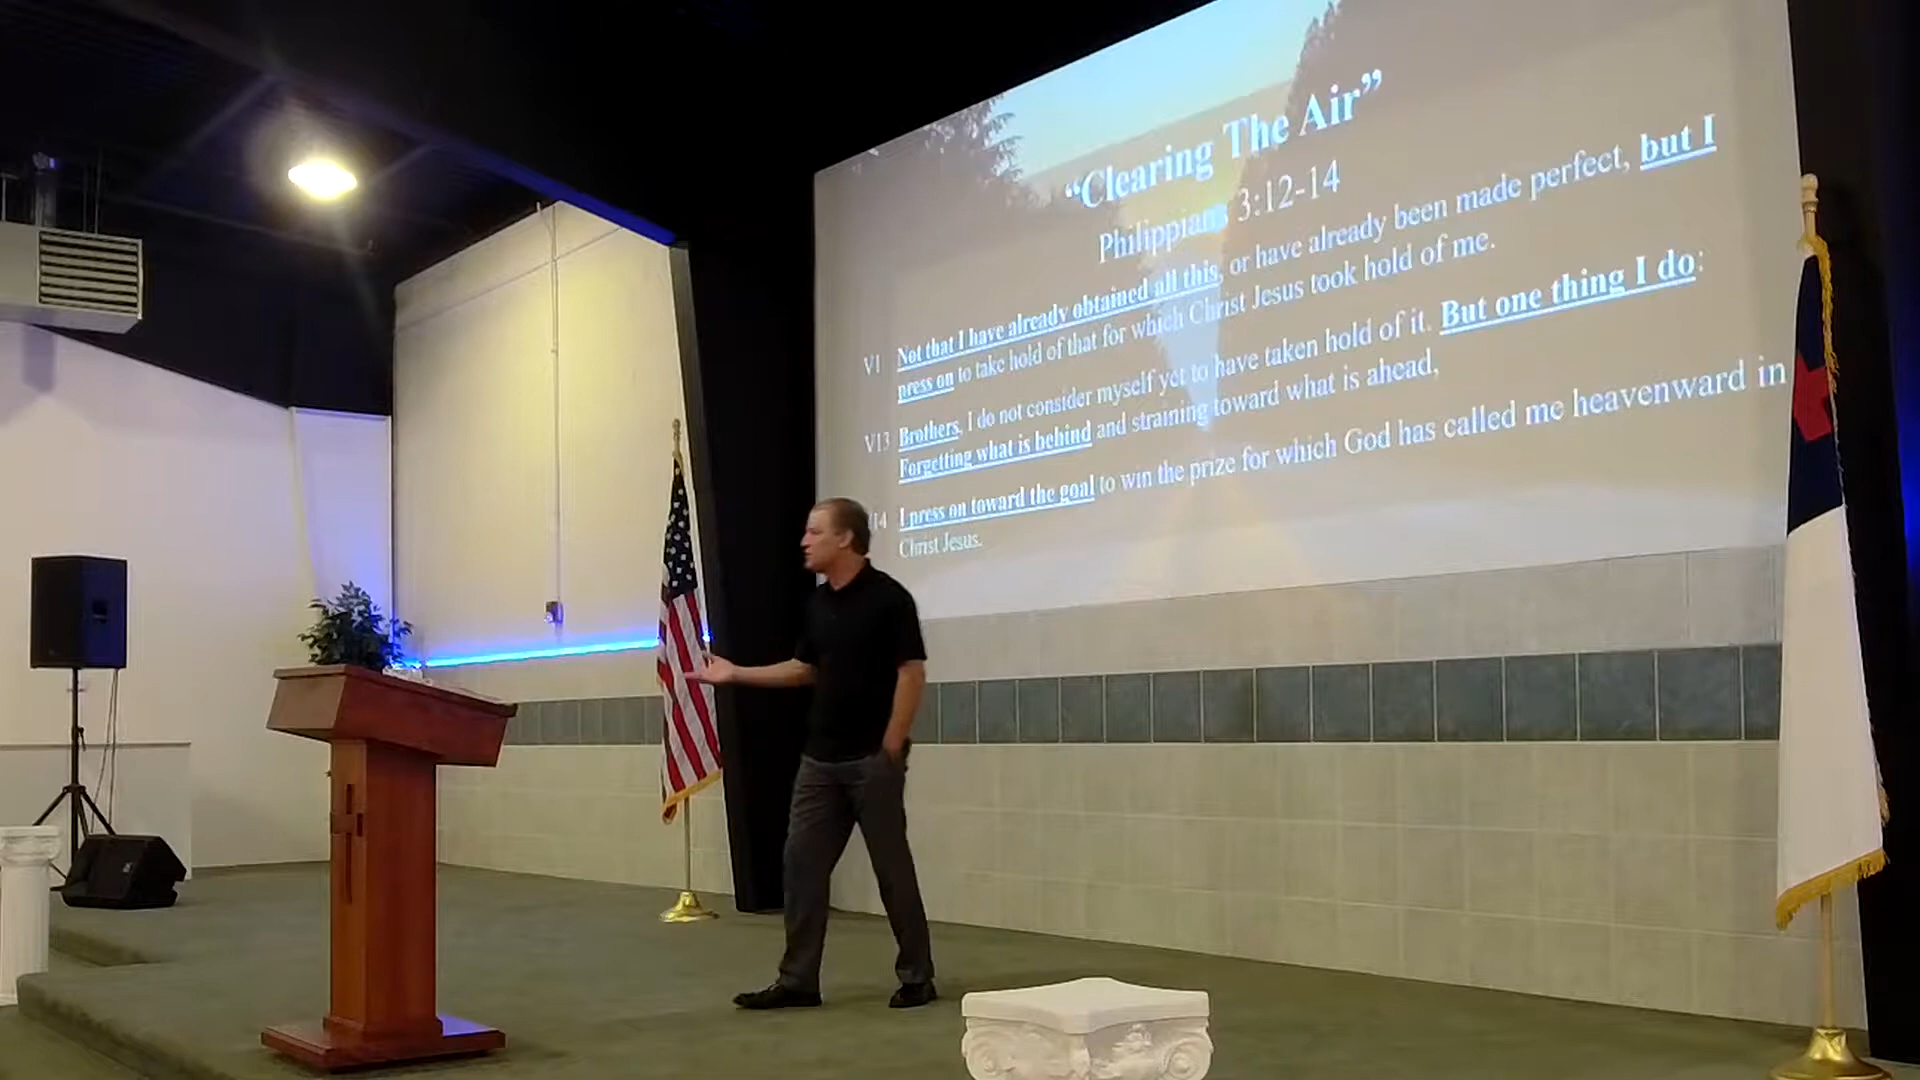 “Clearing The Air”
Philippians 3:12-14
V1 Not that I have already obtained all this, or have already been made perfect, but I
press on to take hold of that for which Christ Jesus took hold of me.
V13 Brothers, I do not consider myself yet to have taken hold of it. But one thing I do:
Forgetting what is behind and straining toward what is ahead,
14 I press on toward the goal to win the prize for which God has called me heavenward in
Christ Jesus.